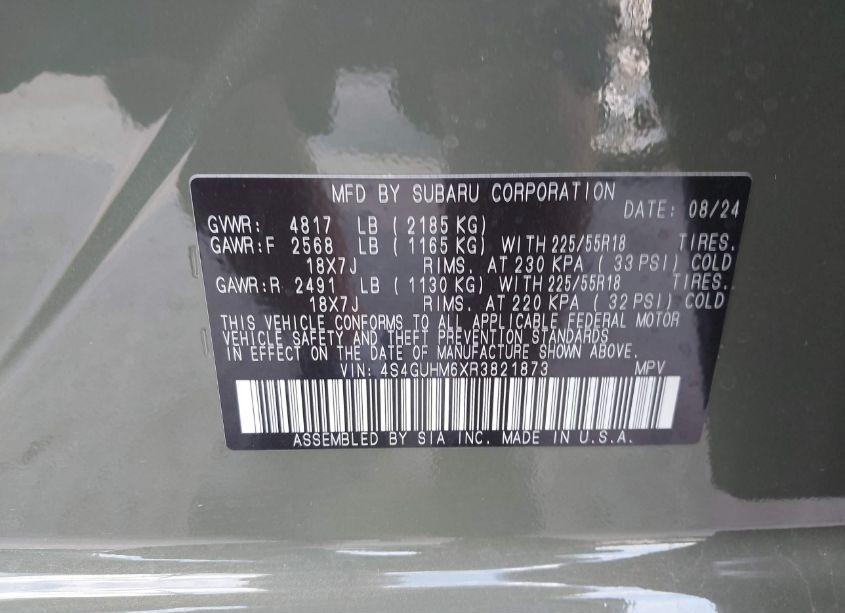 MFD BY SUBARU CORPORATION
DATE: 08/24
GVWR: 4817 LB (2185 KG)
GAWR:F 2568 LB (1165 KG) WITH 225/55R18 TIRES.
18X7J RIMS. AT 230 KPA (33 PSI) COLD
GAWR:R 2491 LB (1130 KG) WITH 225/55R18 TIRES.
18X7J RIMS. AT 220 KPA (32 PSI) COLD
THIS VEHICLE CONFORMS TO ALL APPLICABLE FEDERAL MOTOR
VEHICLE SAFETY AND THEFT PREVENTION STANDARDS
IN EFFECT ON THE DATE OF MANUFACTURE SHOWN ABOVE.
VIN: 4S4GUHM6XR3821873 MPV
ASSEMBLED BY SIA INC. MADE IN U.S.A.